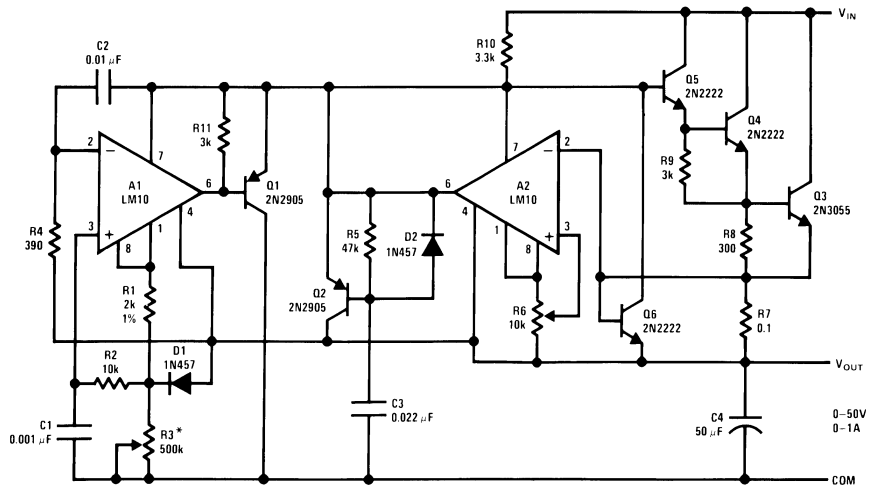 V_IN
R10
3.3k
C2
0.01 μF
Q5
2N2222
Q4
2N2222
R11
3k
2
7
A1
LM10
6
3
1
4
8
Q1
2N2905
7
2
6
A2
LM10
4
3
1
8
R9
3k
Q3
2N3055
R4
390
R5
47k
D2
1N457
R8
300
R1
2k
1%
Q2
2N2905
R6
10k
Q6
2N2222
R7
0.1
R2
10k
D1
1N457
V_OUT
C1
0.001 μF
R3*
500k
C3
0.022 μF
C4
50 μF
0–50V
0–1A
COM